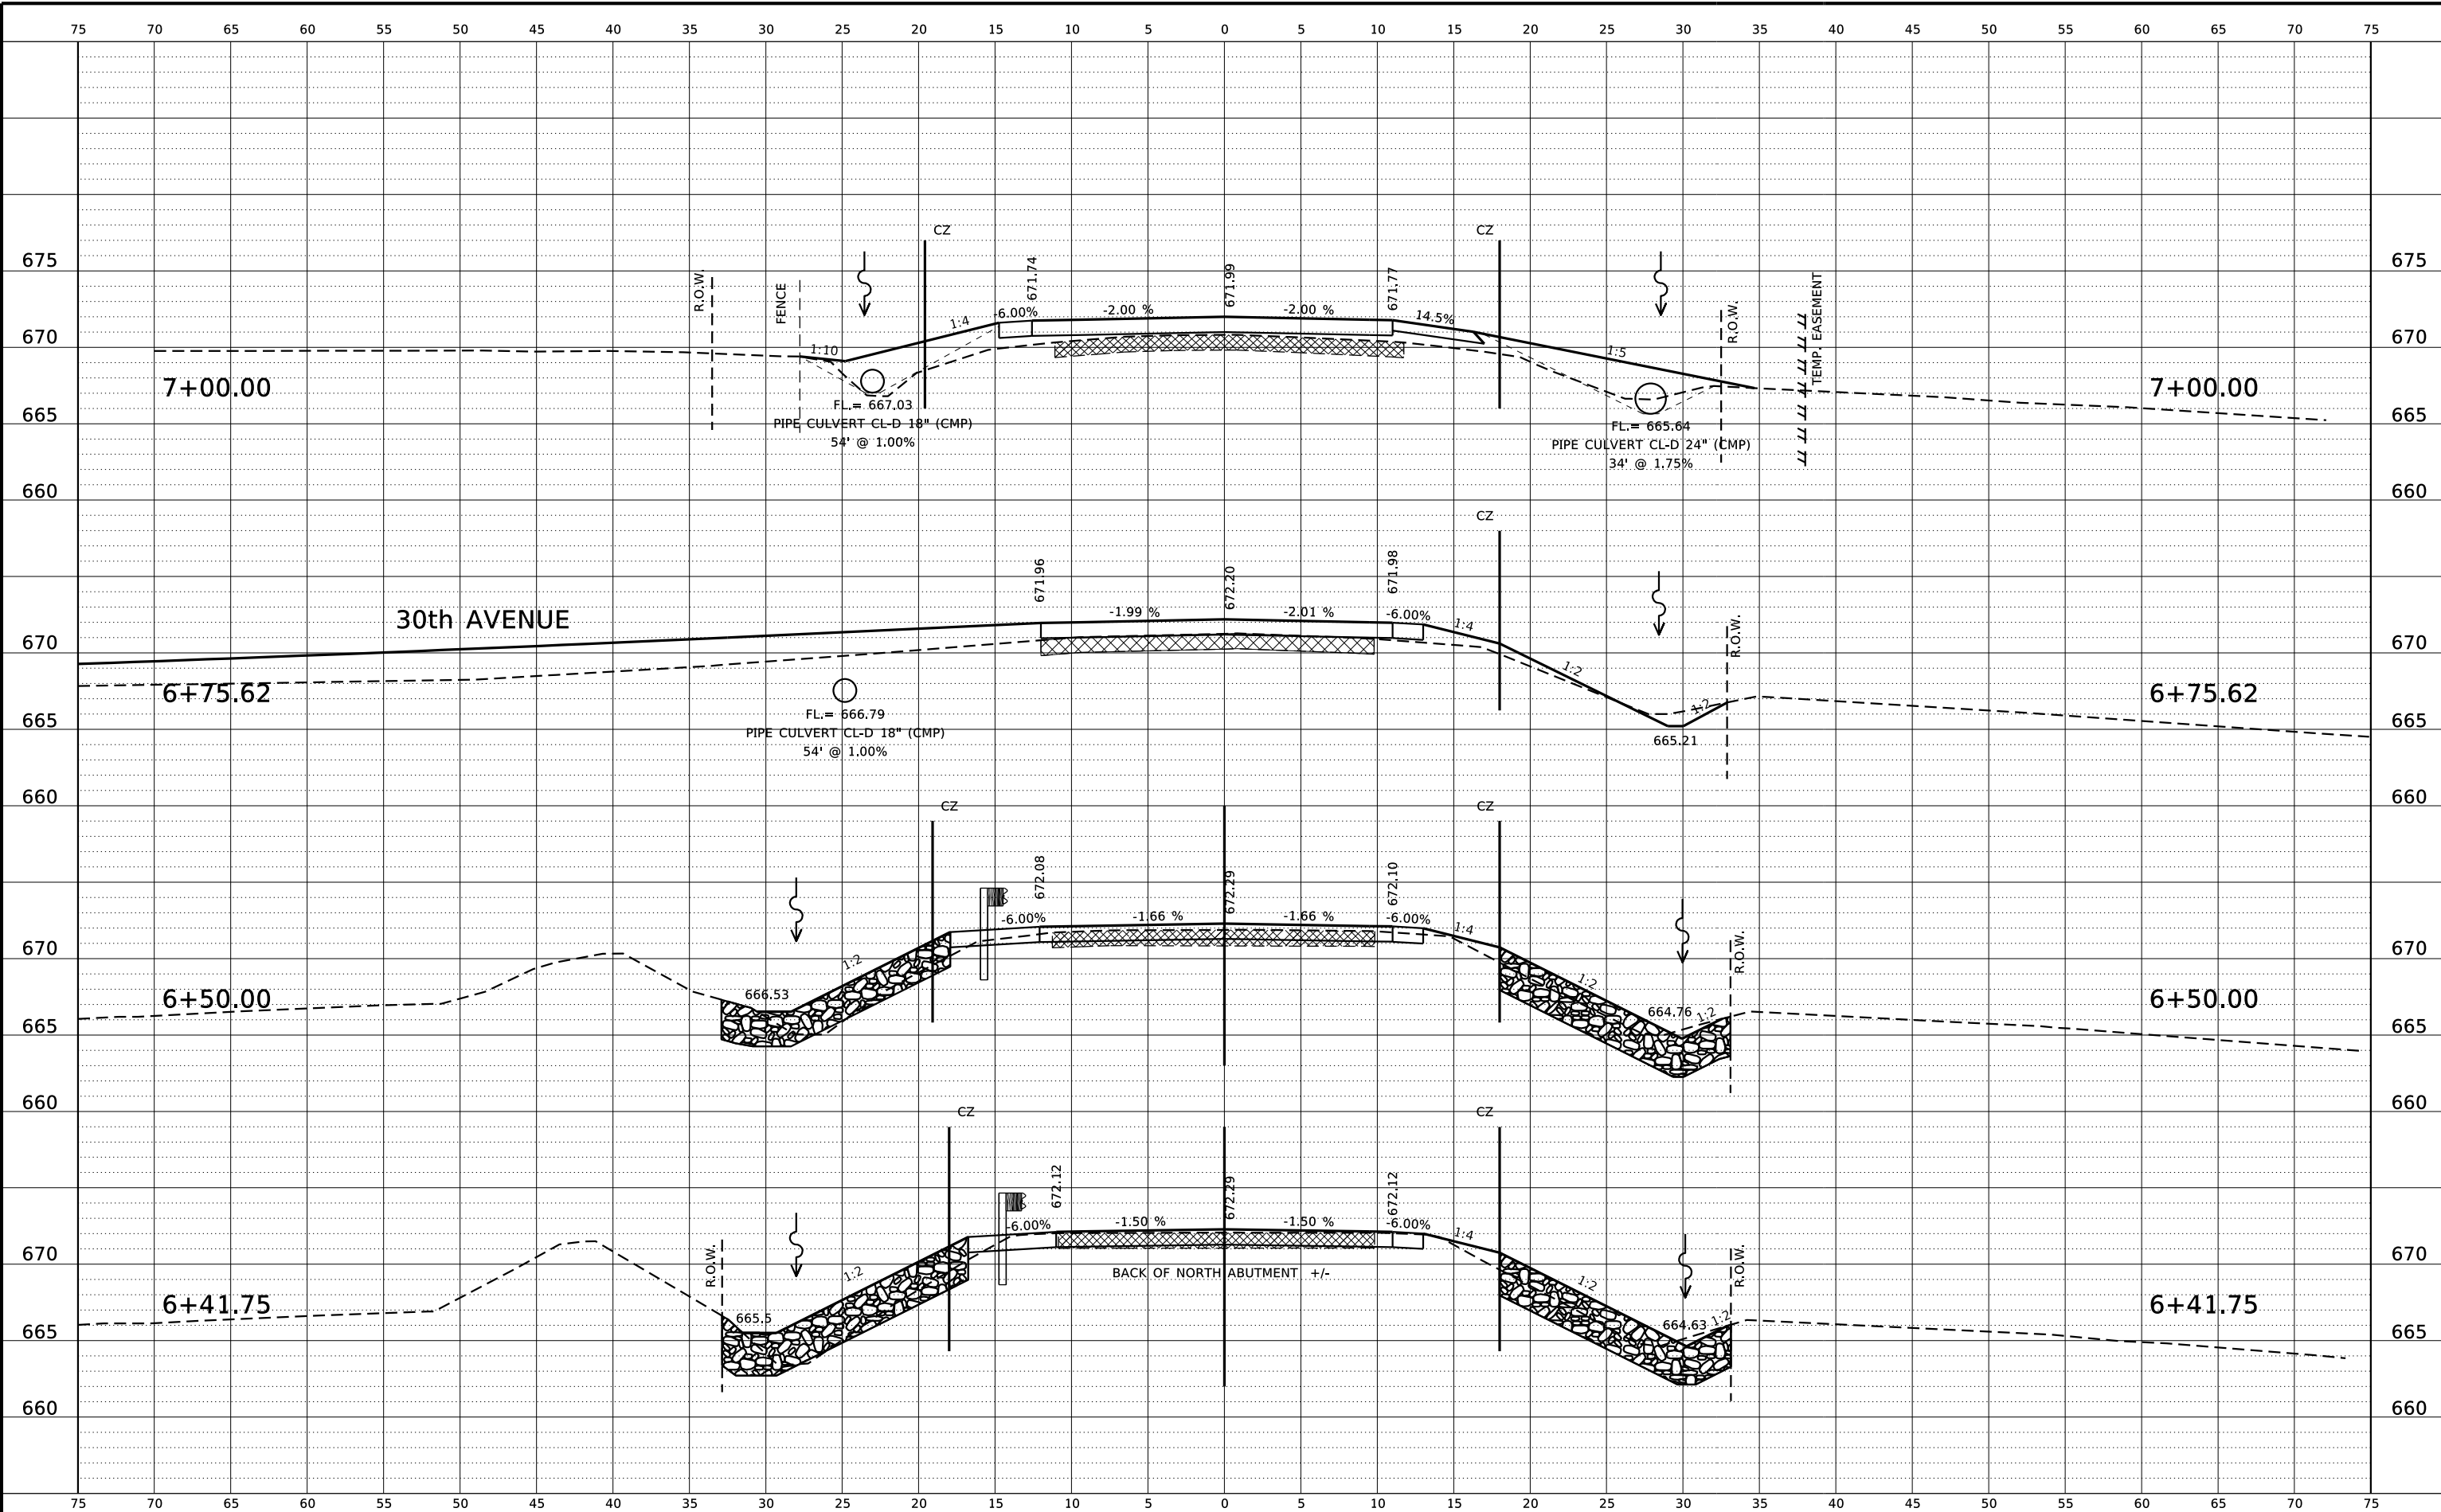 75 70 65 60 55 50 45 40 35 30 25 20 15 10 5 0 5 10 15 20 25 30 35 40 45 50 55 60 65 70 75
CZ CZ
675 675
R.O.W. FENCE 671.74 671.99 671.77 R.O.W. TEMP. EASEMENT
1:10 1:4 -6.00% -2.00 % -2.00 % 14.5% 1:5
670 670
7+00.00 7+00.00
665 665
FL.= 667.03
PIPE CULVERT CL-D 18" (CMP)
54' @ 1.00%
FL.= 665.64
PIPE CULVERT CL-D 24" (CMP)
34' @ 1.75%
660 660
CZ
671.96 672.20 671.98
30th AVENUE
-1.99 % -2.01 % -6.00% 1:4
R.O.W.
670 670
1:2 1:2
6+75.62 6+75.62
665 665
FL.= 666.79
PIPE CULVERT CL-D 18" (CMP)
54' @ 1.00%
665.21
660 660
CZ CZ
672.08 672.29 672.10
-6.00% -1.66 % -1.66 % -6.00% 1:4
R.O.W.
670 670
1:2 1:2
6+50.00 666.53 664.76 1:2 6+50.00
665 665
660 660
CZ CZ
672.12 672.29 672.12
-6.00% -1.50 % -1.50 % -6.00% 1:4
R.O.W. R.O.W.
670 670
1:2 BACK OF NORTH ABUTMENT +/- 1:2
6+41.75 665.5 664.63 1:2 6+41.75
665 665
660 660
75 70 65 60 55 50 45 40 35 30 25 20 15 10 5 0 5 10 15 20 25 30 35 40 45 50 55 60 65 70 75